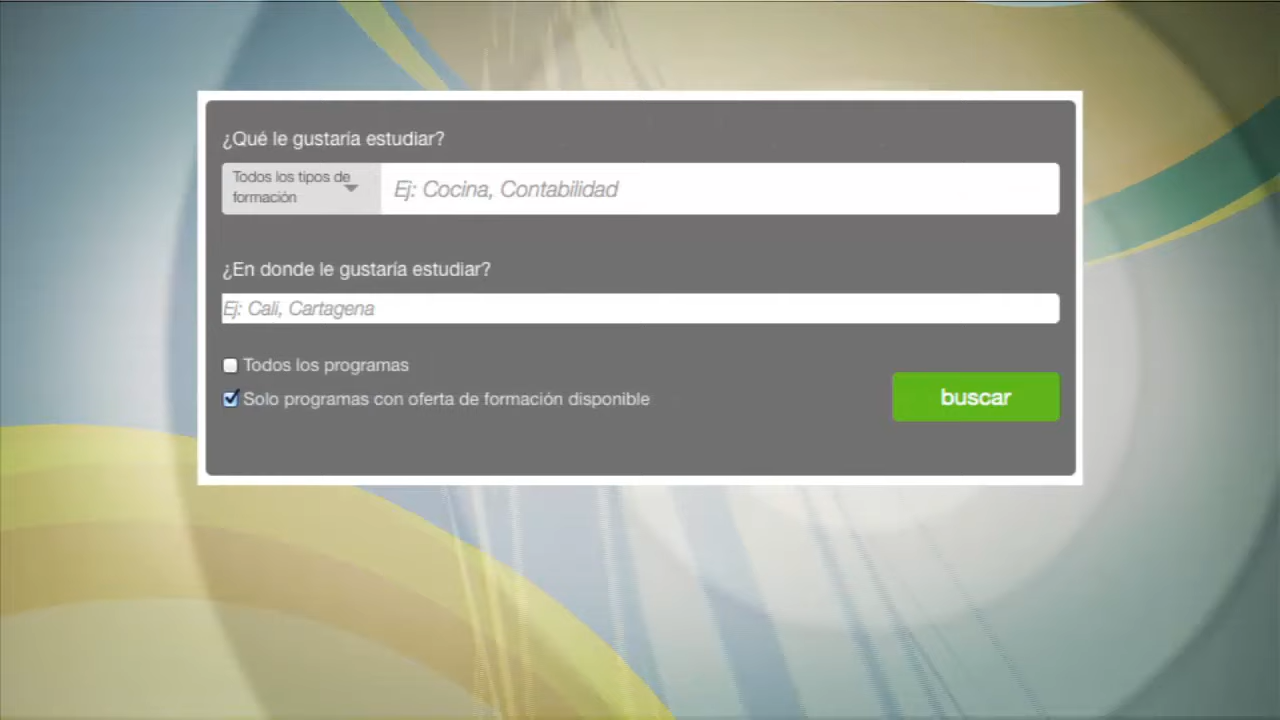 ¿Qué le gustaría estudiar?
Todos los tipos de
formación
Ej: Cocina, Contabilidad
¿En donde le gustaría estudiar?
Ej: Cali, Cartagena
Todos los programas
Solo programas con oferta de formación disponible
buscar